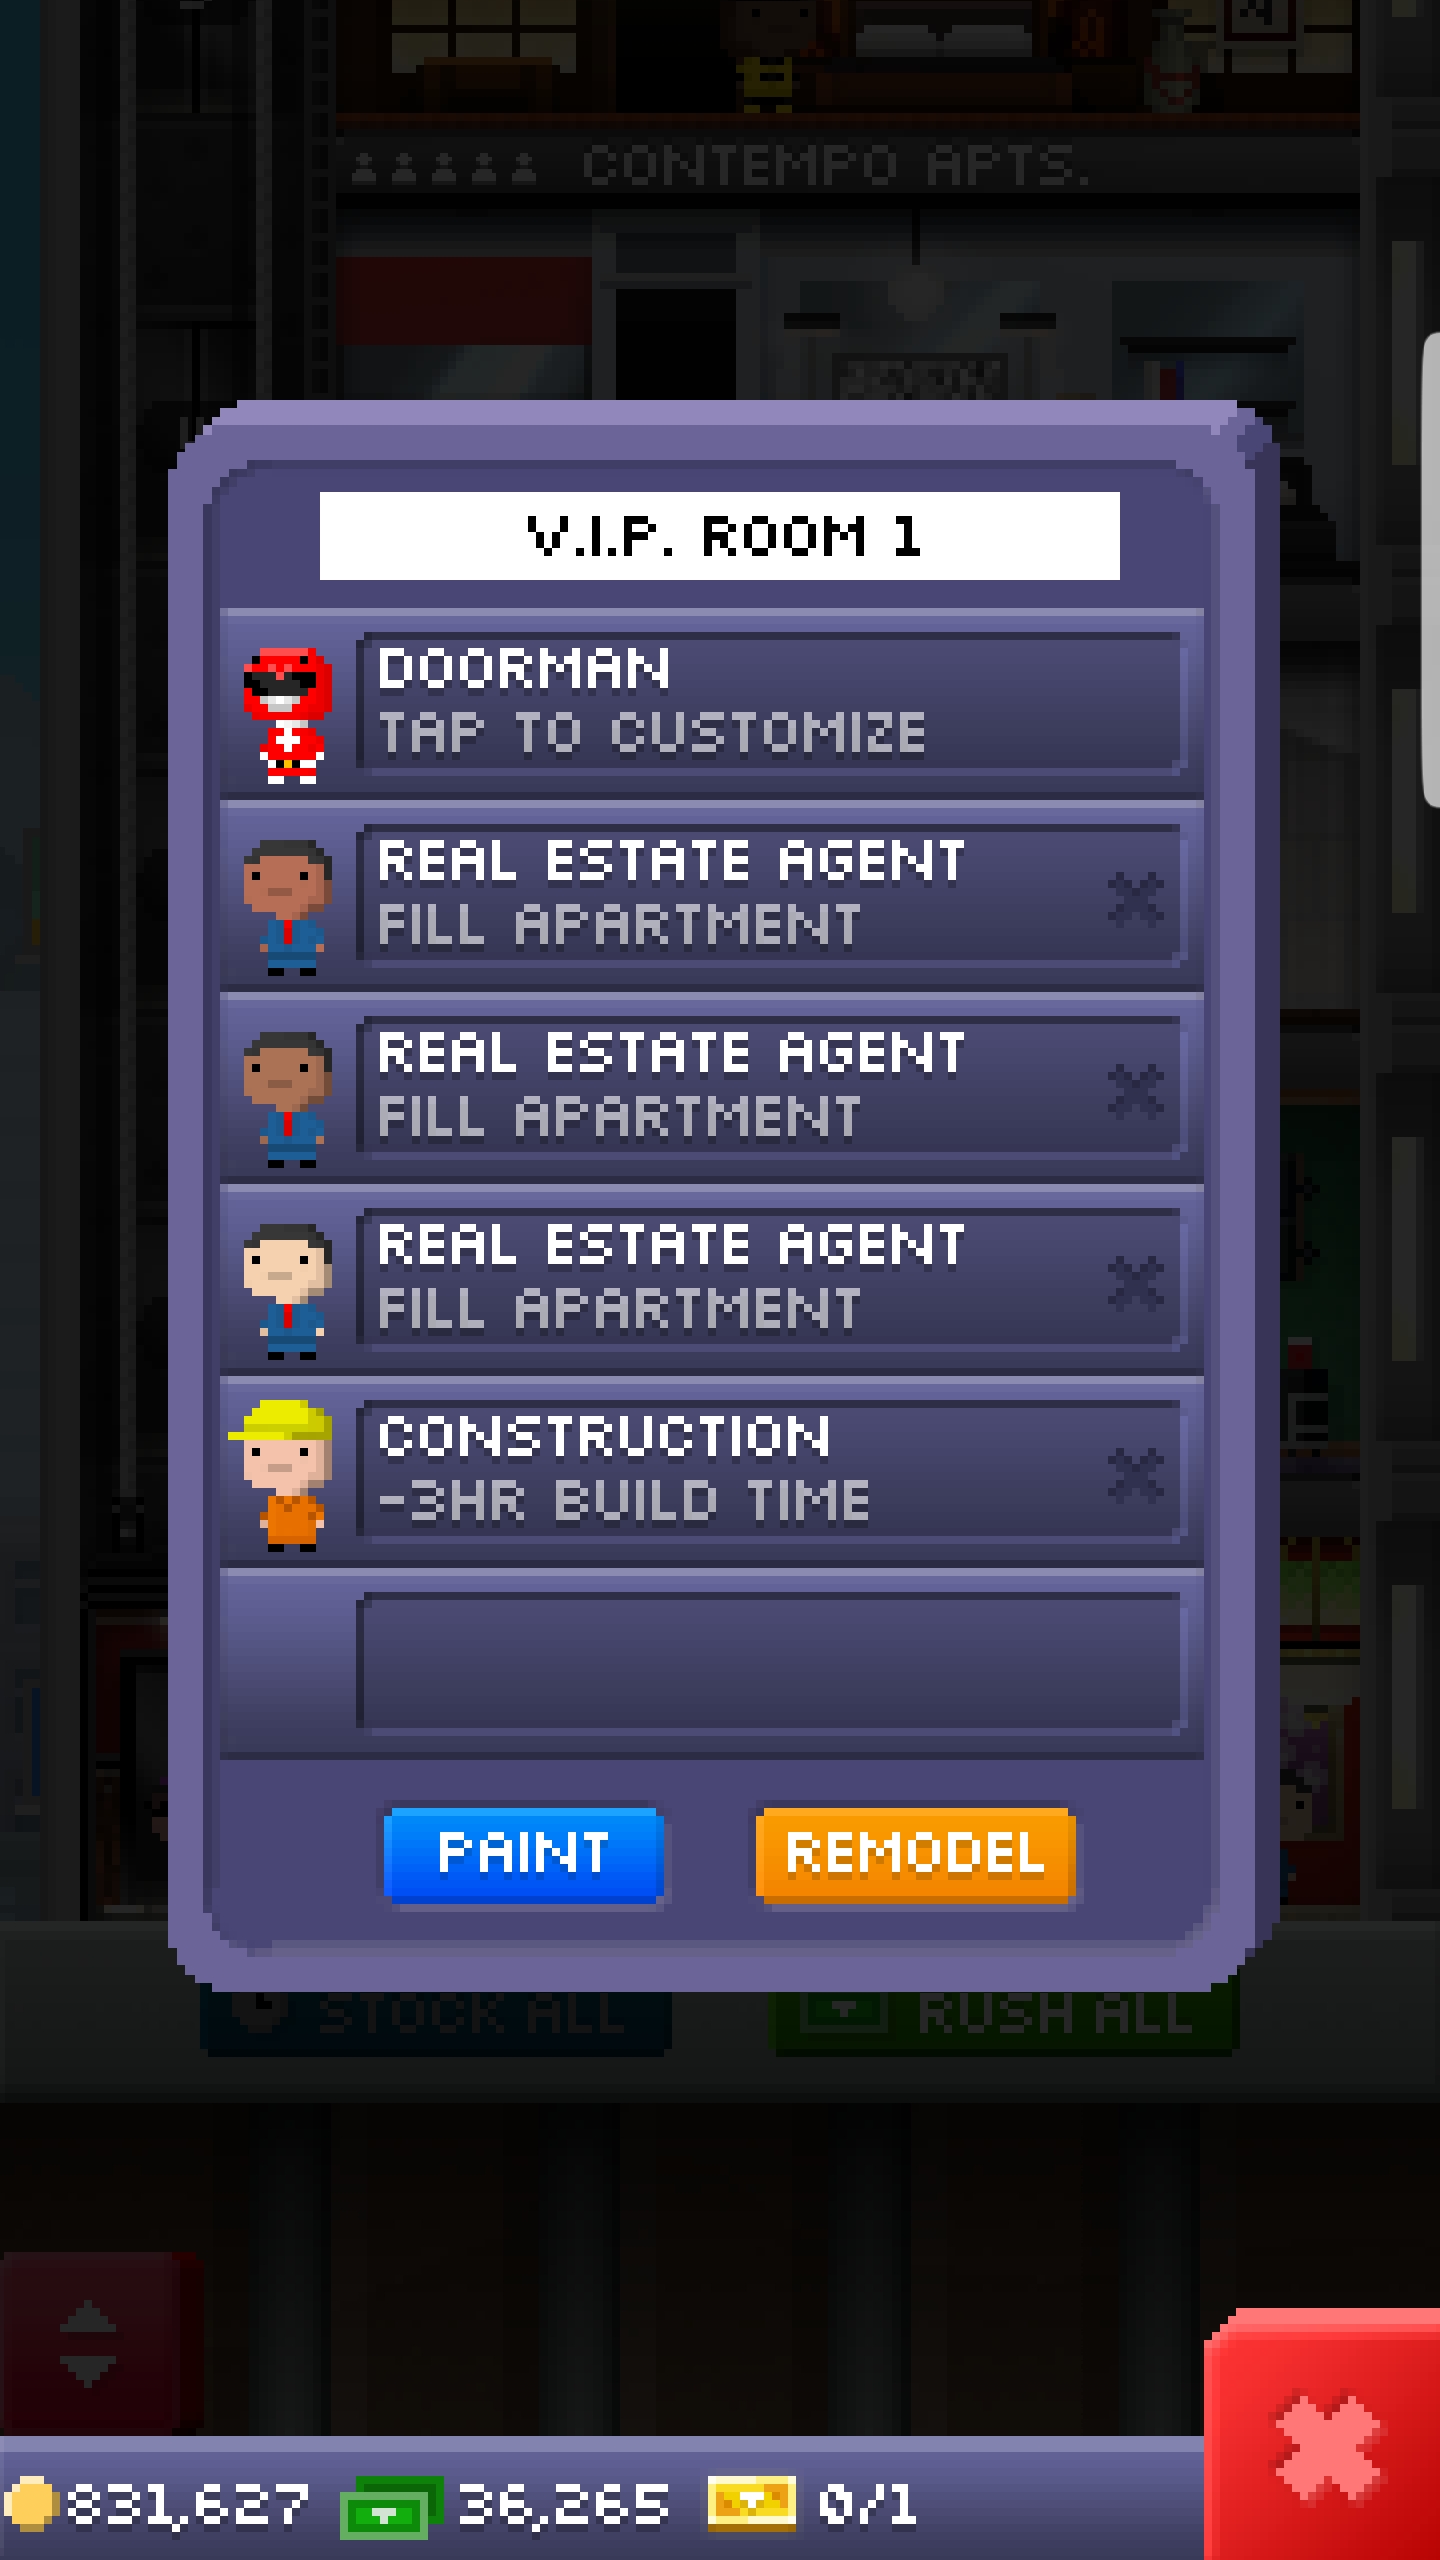 CONTEMPO APTS.
V.I.P. ROOM 1
DOORMAN
TAP TO CUSTOMIZE
REAL ESTATE AGENT
FILL APARTMENT
REAL ESTATE AGENT
FILL APARTMENT
REAL ESTATE AGENT
FILL APARTMENT
CONSTRUCTION
-3HR BUILD TIME
PAINT REMODEL
STOCK ALL RUSH ALL
831,627 36,265 0/1